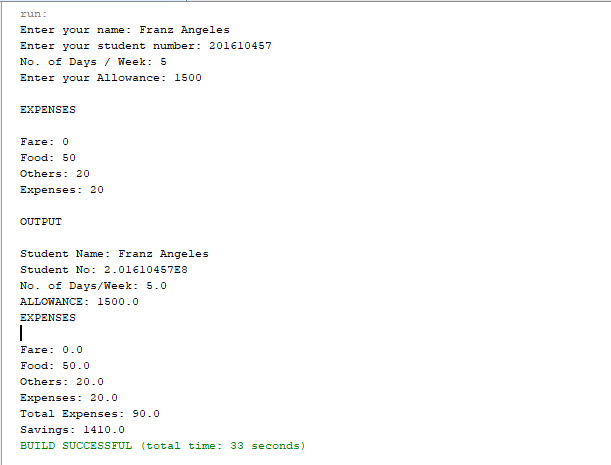 run:
Enter your name: Franz Angeles
Enter your student number: 201610457
No. of Days / Week: 5
Enter your Allowance: 1500
EXPENSES
Fare: 0
Food: 50
Others: 20
Expenses: 20
OUTPUT
Student Name: Franz Angeles
Student No: 2.01610457E8
No. of Days/Week: 5.0
ALLOWANCE: 1500.0
EXPENSES
Fare: 0.0
Food: 50.0
Others: 20.0
Expenses: 20.0
Total Expenses: 90.0
Savings: 1410.0
BUILD SUCCESSFUL (total time: 33 seconds)